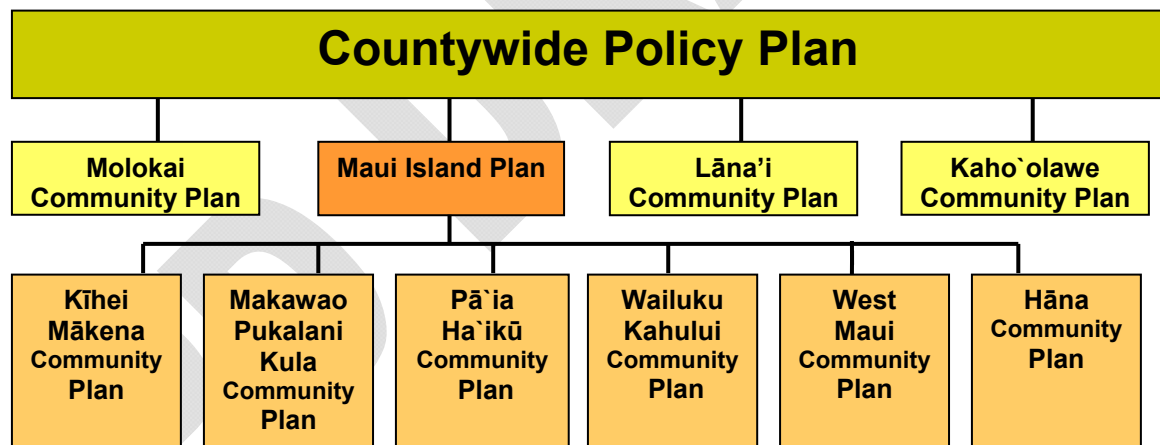 Countywide Policy Plan
Molokai
Community Plan
Maui Island Plan
Lāna’i
Community Plan
Kaho`olawe
Community Plan
Kīhei
Mākena
Community
Plan
Makawao
Pukalani
Kula
Community
Plan
Pā`ia
Ha`ikū
Community
Plan
Wailuku
Kahului
Community
Plan
West
Maui
Community
Plan
Hāna
Community
Plan